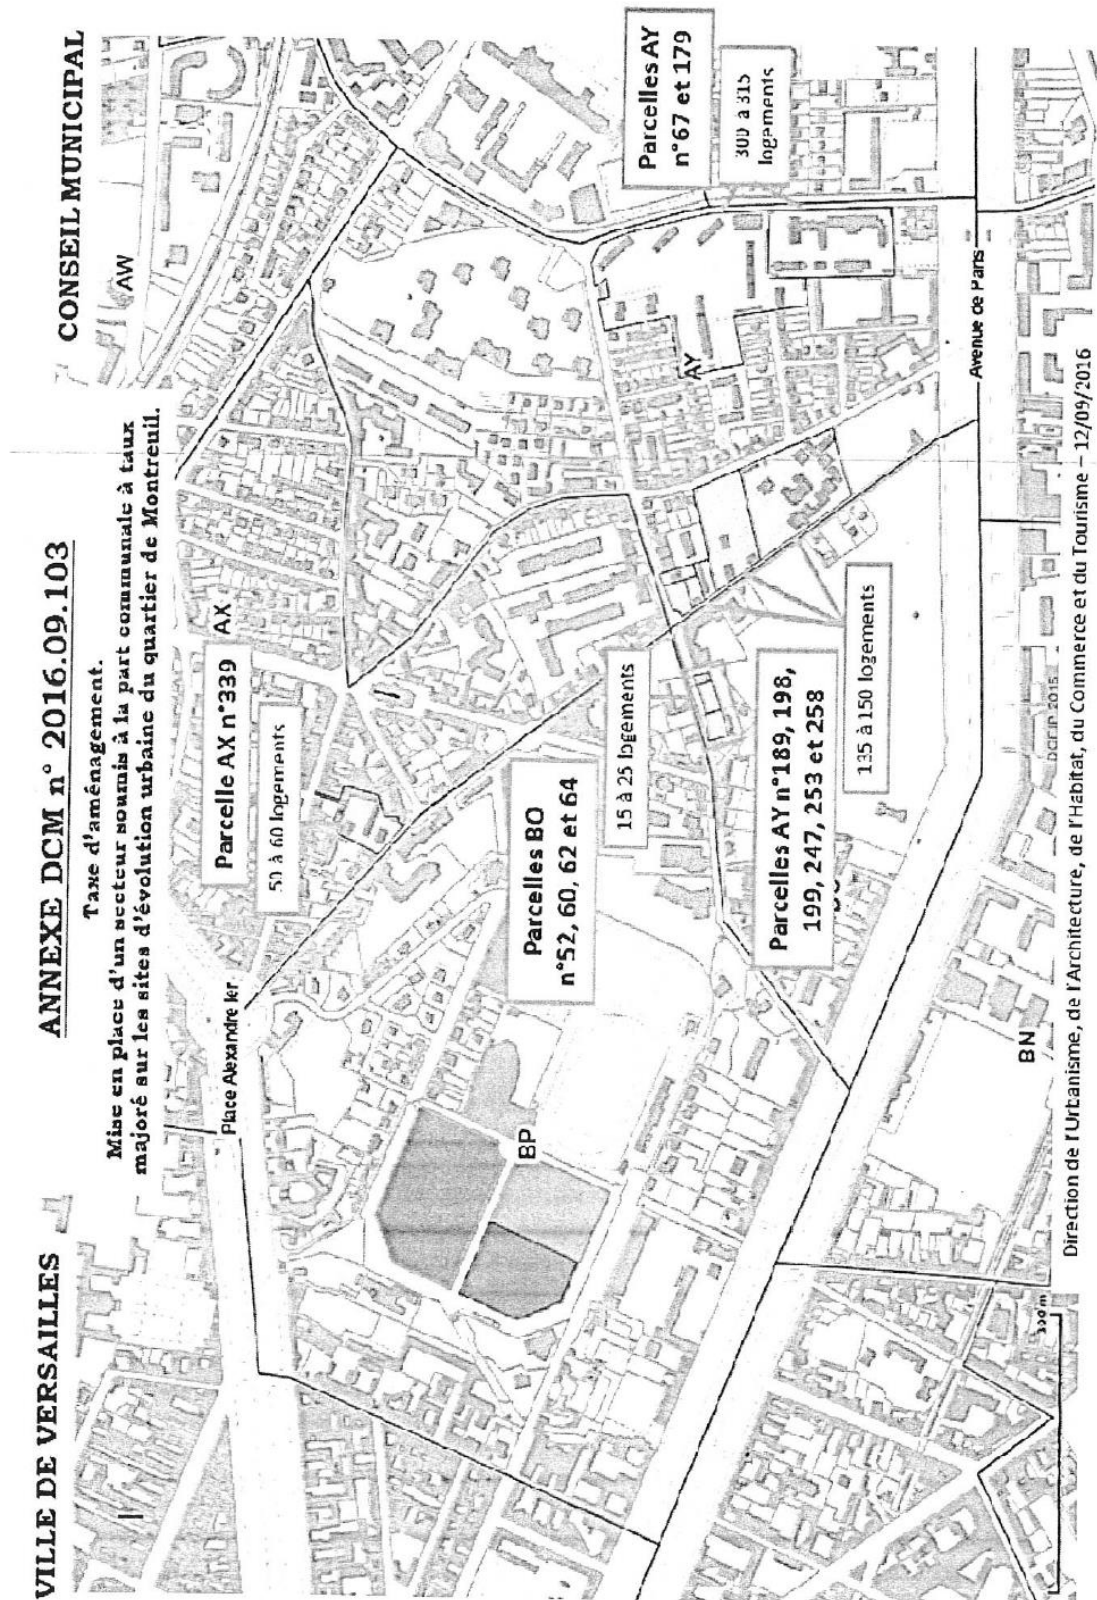 VILLE DE VERSAILLES
ANNEXE DCM n° 2016.09.103
CONSEIL MUNICIPAL
Taxe d'aménagement.
Mise en place d'un secteur soumis à la part communale à taux
majoré sur les sites d'évolution urbaine du quartier de Montreuil.
AW
Place Alexandre Ier
Parcelle AX n°339
AX
50 à 60 logements
Parcelles BO
n°52, 60, 62 et 64
15 à 25 logements
BP
Parcelles AY
n°67 et 179
300 à 315
logements
AY
Parcelles AY n°189, 198,
199, 247, 253 et 258
135 à 150 logements
Avenue de Paris
BN
DGFIP 2015
Direction de l'Urbanisme, de l'Architecture, de l'Habitat, du Commerce et du Tourisme – 12/09/2016